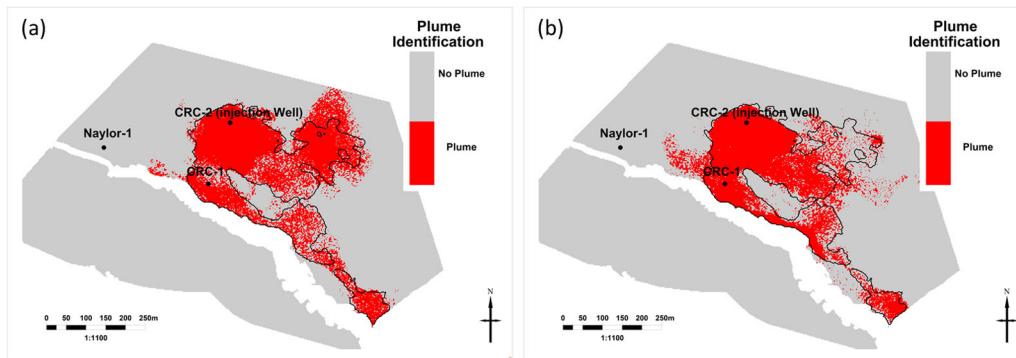 (a)
Plume
Identification
No Plume
Plume
CRC-2 (injection Well)
Naylor-1
CRC-1
N
0 50 100 150 200 250m
1:1100
(b)
Plume
Identification
No Plume
Plume
CRC-2 (injection Well)
Naylor-1
CRC-1
N
0 50 100 150 200 250m
1:1100